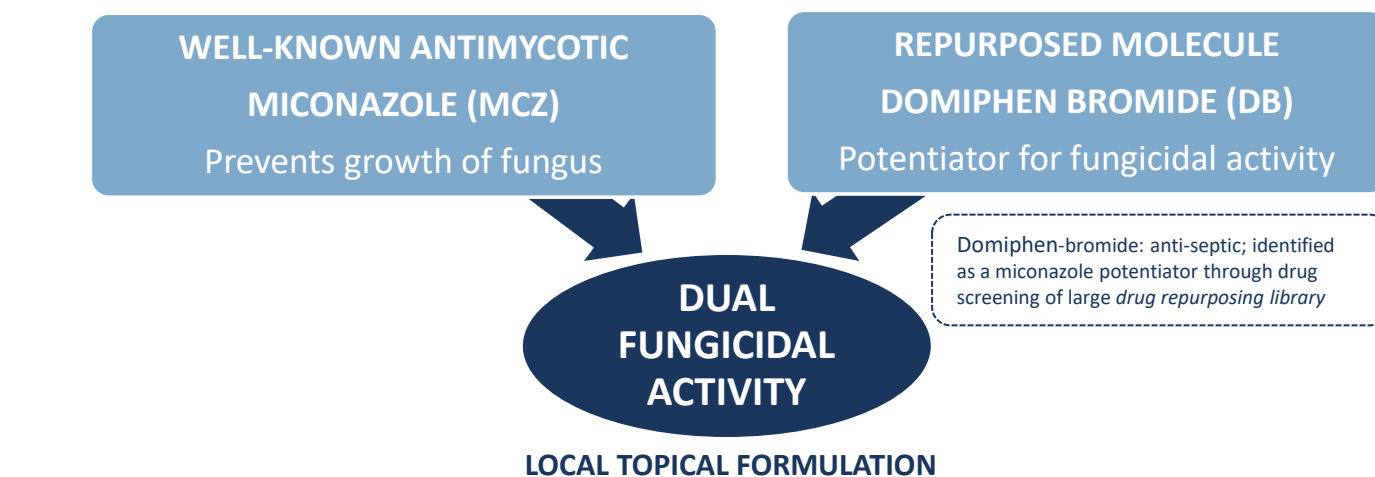 WELL-KNOWN ANTIMYCOTIC
MICONAZOLE (MCZ)
Prevents growth of fungus
REPURPOSED MOLECULE
DOMIPHEN BROMIDE (DB)
Potentiator for fungicidal activity
Domiphen-bromide: anti-septic; identified
as a miconazole potentiator through drug
screening of large drug repurposing library
DUAL
FUNGICIDAL
ACTIVITY
LOCAL TOPICAL FORMULATION